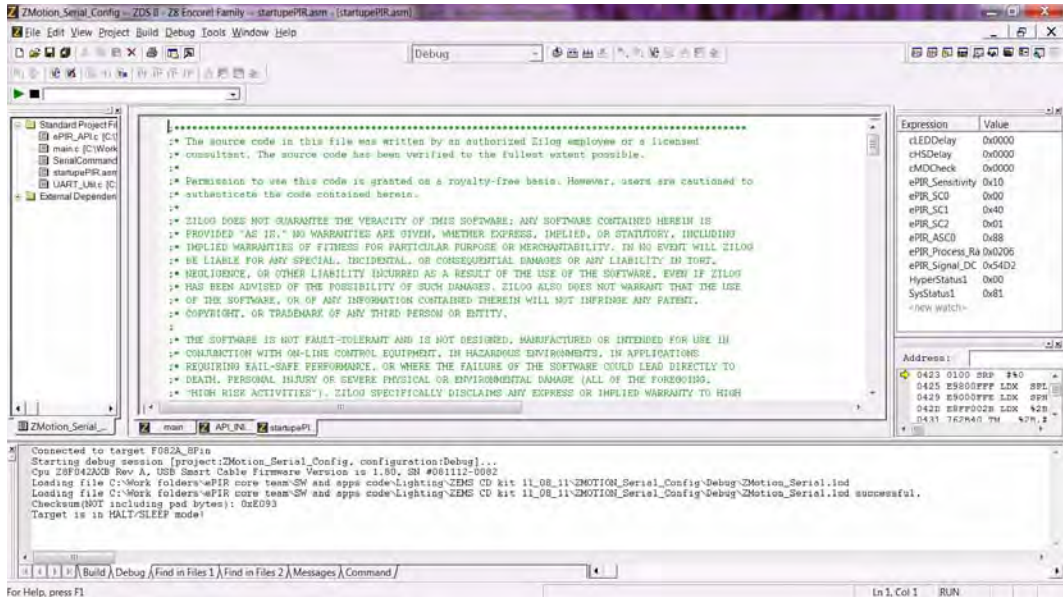 ZMotion_Serial_Config - ZDS II - Z8 Encore! Family - startupePIR.asm - [startupePIR.asm]
File Edit View Project Build Debug Tools Window Help
Debug
Standard Project Fil
ePIR_API.c [C:\
main.c [C:\Work
SerialCommand
startupePIR.asm
UART_Util.c [C:
External Dependen
ZMotion_Serial_...
;* The source code in this file was written by an authorized Zilog employee or a licensed
;* consultant. The source code has been verified to the fullest extent possible.
;*
;* Permission to use this code is granted on a royalty-free basis. However, users are cautioned to
;* authenticate the code contained herein.
;*
;* ZILOG DOES NOT GUARANTEE THE VERACITY OF THIS SOFTWARE; ANY SOFTWARE CONTAINED HEREIN IS
;* PROVIDED "AS IS." NO WARRANTIES ARE GIVEN, WHETHER EXPRESS, IMPLIED, OR STATUTORY, INCLUDING
;* IMPLIED WARRANTIES OF FITNESS FOR PARTICULAR PURPOSE OR MERCHANTABILITY. IN NO EVENT WILL ZILOG
;* BE LIABLE FOR ANY SPECIAL, INCIDENTAL, OR CONSEQUENTIAL DAMAGES OR ANY LIABILITY IN TORT,
;* NEGLIGENCE, OR OTHER LIABILITY INCURRED AS A RESULT OF THE USE OF THE SOFTWARE, EVEN IF ZILOG
;* HAS BEEN ADVISED OF THE POSSIBILITY OF SUCH DAMAGES. ZILOG ALSO DOES NOT WARRANT THAT THE USE
;* OF THE SOFTWARE, OR OF ANY INFORMATION CONTAINED THEREIN WILL NOT INFRINGE ANY PATENT,
;* COPYRIGHT, OR TRADEMARK OF ANY THIRD PERSON OR ENTITY.
;
;* THE SOFTWARE IS NOT FAULT-TOLERANT AND IS NOT DESIGNED, MANUFACTURED OR INTENDED FOR USE IN
;* CONJUNCTION WITH ON-LINE CONTROL EQUIPMENT, IN HAZARDOUS ENVIRONMENTS, IN APPLICATIONS
;* REQUIRING FAIL-SAFE PERFORMANCE, OR WHERE THE FAILURE OF THE SOFTWARE COULD LEAD DIRECTLY TO
;* DEATH, PERSONAL INJURY OR SEVERE PHYSICAL OR ENVIRONMENTAL DAMAGE (ALL OF THE FOREGOING,
;* "HIGH RISK ACTIVITIES"). ZILOG SPECIFICALLY DISCLAIMS ANY EXPRESS OR IMPLIED WARRANTY TO HIGH
main API_INI... startupePI...
Expression Value
cLEDDelay 0x0000
cHSDelay 0x0000
cMDCheck 0x0000
ePIR_Sensitivity 0x10
ePIR_SC0 0x00
ePIR_SC1 0x40
ePIR_SC2 0x01
ePIR_ASC0 0x88
ePIR_Process_Ra 0x0206
ePIR_Signal_DC 0x54D2
HyperStatus1 0x00
SysStatus1 0x81
<new watch>
Address:
0423 0100 SRP #%0
0425 E9800FFF LDX SPL
0429 E9000FFE LDX SPH
042D E8FF002B LDX %2B
0431 762B40 TM %2B,#
Connected to target F082A_8Pin
Starting debug session [project:ZMotion_Serial_Config, configuration:Debug]...
Cpu Z8F042AXB Rev A, USB Smart Cable Firmware Version is 1.80, SN #081112-0082
Loading file C:\Work folders\ePIR core team\SW and apps code\Lighting\ZEMS CD kit 11_08_11\ZMOTION_Serial_Config\Debug\ZMotion_Serial.lod
Loading file C:\Work folders\ePIR core team\SW and apps code\Lighting\ZEMS CD kit 11_08_11\ZMOTION_Serial_Config\Debug\ZMotion_Serial.lod successful.
Checksum(NOT including pad bytes): 0xE093
Target is in HALT/SLEEP mode!
Build Debug Find in Files 1 Find in Files 2 Messages Command
For Help, press F1 Ln 1, Col 1 RUN